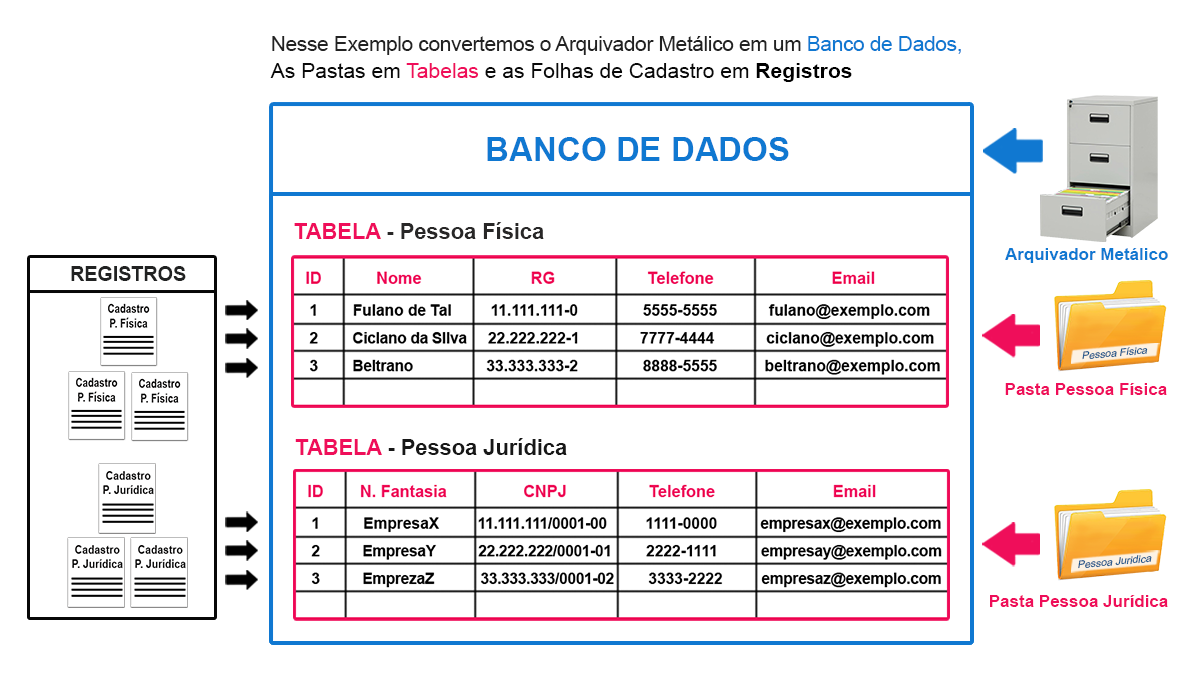 Nesse Exemplo convertemos o Arquivador Metálico em um Banco de Dados,
As Pastas em Tabelas e as Folhas de Cadastro em Registros
BANCO DE DADOS
Arquivador Metálico
TABELA - Pessoa Física
ID Nome RG Telefone Email
1 Fulano de Tal 11.111.111-0 5555-5555 fulano@exemplo.com
2 Ciclano da SIlva 22.222.222-1 7777-4444 ciclano@exemplo.com
3 Beltrano 33.333.333-2 8888-5555 beltrano@exemplo.com
Pessoa Física
Pasta Pessoa Física
TABELA - Pessoa Jurídica
ID N. Fantasia CNPJ Telefone Email
1 EmpresaX 11.111.111/0001-00 1111-0000 empresax@exemplo.com
2 EmpresaY 22.222.222/0001-01 2222-1111 empresay@exemplo.com
3 EmprezaZ 33.333.333/0001-02 3333-2222 empresaz@exemplo.com
Pessoa Jurídica
Pasta Pessoa Jurídica
REGISTROS
Cadastro
P. Física
Cadastro
P. Física
Cadastro
P. Física
Cadastro
P. Jurídica
Cadastro
P. Jurídica
Cadastro
P. Jurídica